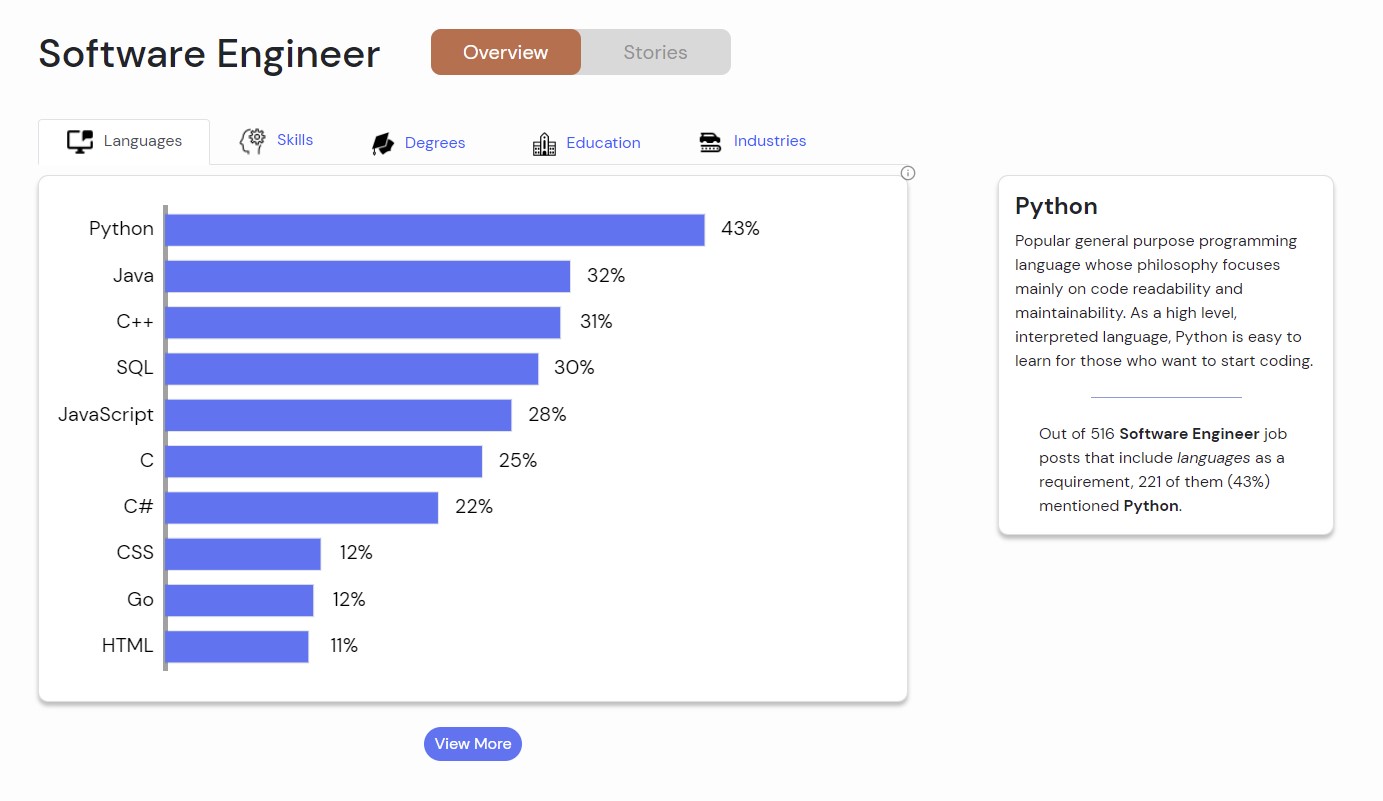 Software Engineer
Overview
Stories
Languages
Skills
Degrees
Education
Industries
Python 43%
Java 32%
C++ 31%
SQL 30%
JavaScript 28%
C 25%
C# 22%
CSS 12%
Go 12%
HTML 11%
View More
Python
Popular general purpose programming
language whose philosophy focuses
mainly on code readability and
maintainability. As a high level,
interpreted language, Python is easy to
learn for those who want to start coding.
Out of 516 Software Engineer job
posts that include languages as a
requirement, 221 of them (43%)
mentioned Python.